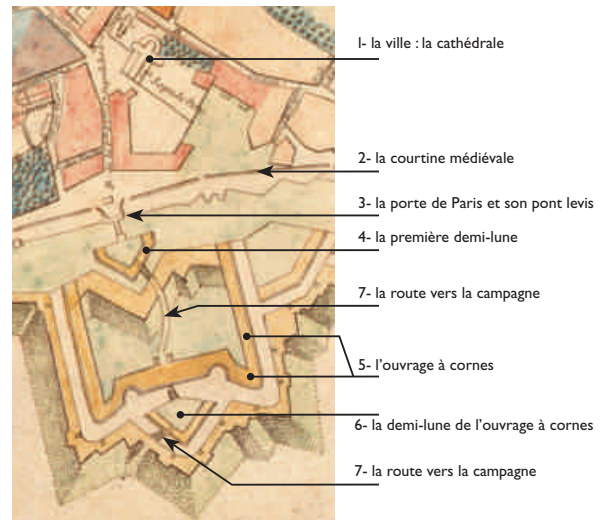 1- la ville : la cathédrale
2- la courtine médiévale
3- la porte de Paris et son pont levis
4- la première demi-lune
7- la route vers la campagne
5- l'ouvrage à cornes
6- la demi-lune de l'ouvrage à cornes
7- la route vers la campagne